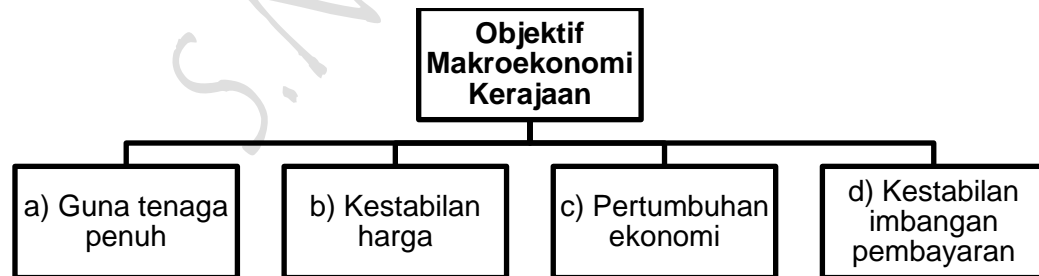 Objektif
Makroekonomi
Kerajaan
a) Guna tenaga
penuh
b) Kestabilan
harga
c) Pertumbuhan
ekonomi
d) Kestabilan
imbangan
pembayaran